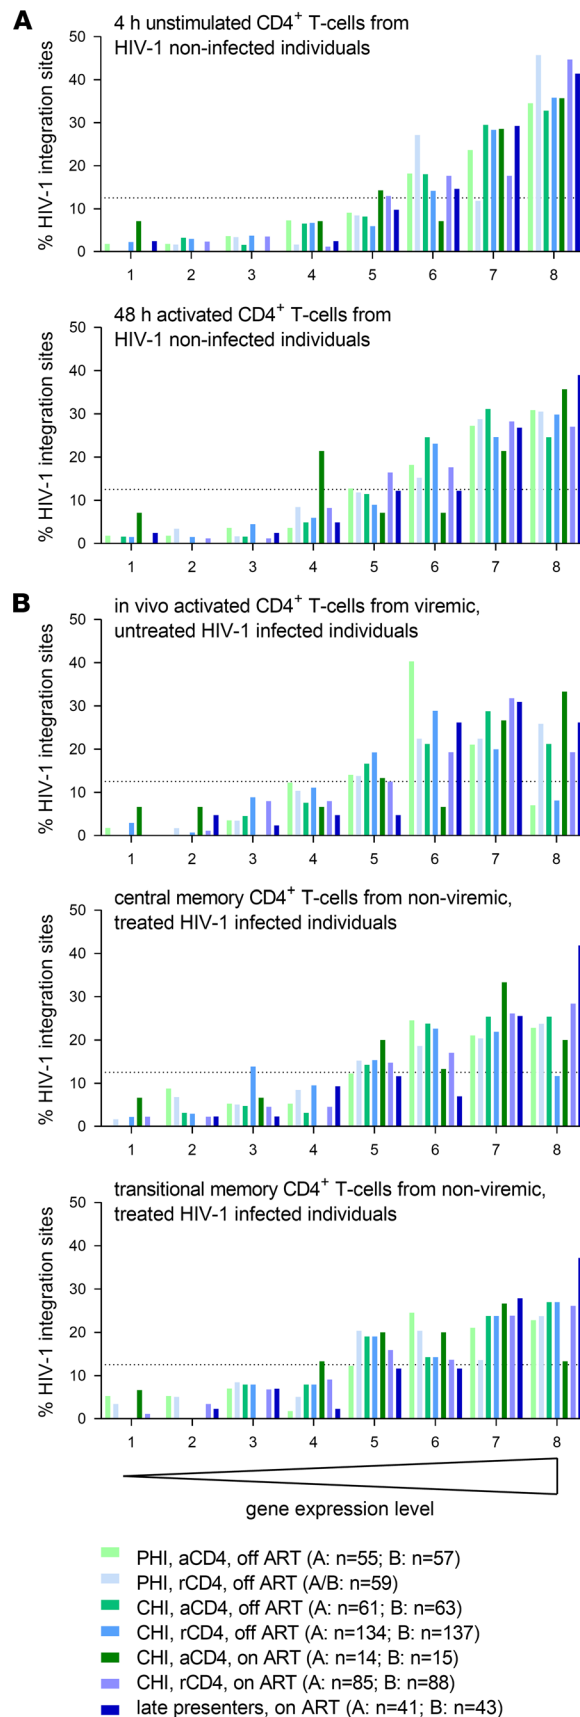 A
4 h unstimulated CD4+ T-cells from
HIV-1 non-infected individuals
% HIV-1 integration sites
50
40
30
20
10
0
1 2 3 4 5 6 7 8
48 h activated CD4+ T-cells from
HIV-1 non-infected individuals
% HIV-1 integration sites
50
40
30
20
10
0
1 2 3 4 5 6 7 8
B
in vivo activated CD4+ T-cells from viremic,
untreated HIV-1 infected individuals
% HIV-1 integration sites
50
40
30
20
10
0
1 2 3 4 5 6 7 8
central memory CD4+ T-cells from non-viremic,
treated HIV-1 infected individuals
% HIV-1 integration sites
50
40
30
20
10
0
1 2 3 4 5 6 7 8
transitional memory CD4+ T-cells from non-viremic,
treated HIV-1 infected individuals
% HIV-1 integration sites
50
40
30
20
10
0
1 2 3 4 5 6 7 8
gene expression level
PHI, aCD4, off ART (A: n=55; B: n=57)
PHI, rCD4, off ART (A/B: n=59)
CHI, aCD4, off ART (A: n=61; B: n=63)
CHI, rCD4, off ART (A: n=134; B: n=137)
CHI, aCD4, on ART (A: n=14; B: n=15)
CHI, rCD4, on ART (A: n=85; B: n=88)
late presenters, on ART (A: n=41; B: n=43)